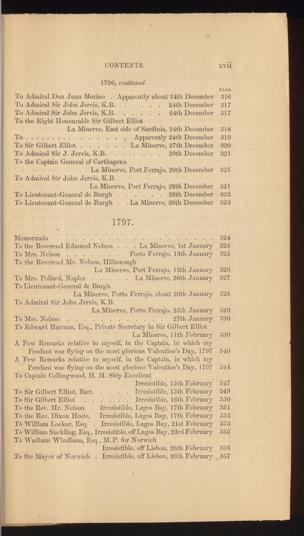 CONTENTS. xvii
1796, continued.
PAGE
To Admiral Don Juan Morino . Apparently about 24th December 316
To Admiral Sir John Jervis, K.B. . . . . . 24th December 317
To Admiral Sir John Jervis, K.B. . . . . . 24th December 317
To the Right Honourable Sir Gilbert Elliot
La Minerve, East side of Sardinia, 24th December 318
To . . . . . . . . . . . Apparently 24th December 319
To Sir Gilbert Elliot . . . . . . La Minerve, 27th December 320
To Admiral Sir J. Jervis, K.B. . . . . . . 29th December 321
To the Captain General of Carthagena
La Minerve, Port Ferrajo, 29th December 321
To Admiral Sir John Jervis, K.B.
La Minerve, Port Ferrajo, 29th December 321
To Lieutenant-General de Burgh . . . . . 29th December 322
To Lieutenant-General de Burgh . . La Minerve, 30th December 323
1797.
Memoranda . . . . . . . . . . . . 324
To the Reverend Edmund Nelson . . . La Minerve, 1st January 325
To Mrs. Nelson . . . . . . Porto Ferrajo, 13th January 325
To the Reverend Mr. Nelson, Hilborough
La Minerve, Port Ferrajo, 13th January 326
To Mrs. Pollard, Naples . . . . La Minerve, 20th January 327
To Lieutenant-General de Burgh
La Minerve, Porto Ferrajo, about 20th January 328
To Admiral Sir John Jervis, K.B.
La Minerve, Porto Ferrajo, 25th January 329
To Mrs. Nelson . . . . . . . . 27th January 330
To Edward Harman, Esq., Private Secretary to Sir Gilbert Elliot
La Minerve, 11th February 330
A Few Remarks relative to myself, in the Captain, in which my
Pendant was flying on the most glorious Valentine's Day, 1797 340
A Few Remarks relative to myself, in the Captain, in which my
Pendant was flying on the most glorious Valentine's Day, 1797 344
To Captain Collingwood, H. M. Ship Excellent
Irresistible, 15th February 347
To Sir Gilbert Elliot, Bart. . . . . Irresistible, 15th February 349
To Sir Gilbert Elliot . . . . . Irresistible, 16th February 350
To the Rev. Mr. Nelson . Irresistible, Lagos Bay, 17th February 351
To the Rev. Dixon Hoste, Irresistible, Lagos Bay, 17th February 352
To William Locker, Esq. . Irresistible, Lagos Bay, 21st February 353
To William Suckling, Esq., Irresistible, off Lagos Bay, 23rd February 355
To Wadham Windham, Esq., M.P. for Norwich
Irresistible, off Lisbon, 26th February 356
To the Mayor of Norwich . Irresistible, off Lisbon, 26th February 357